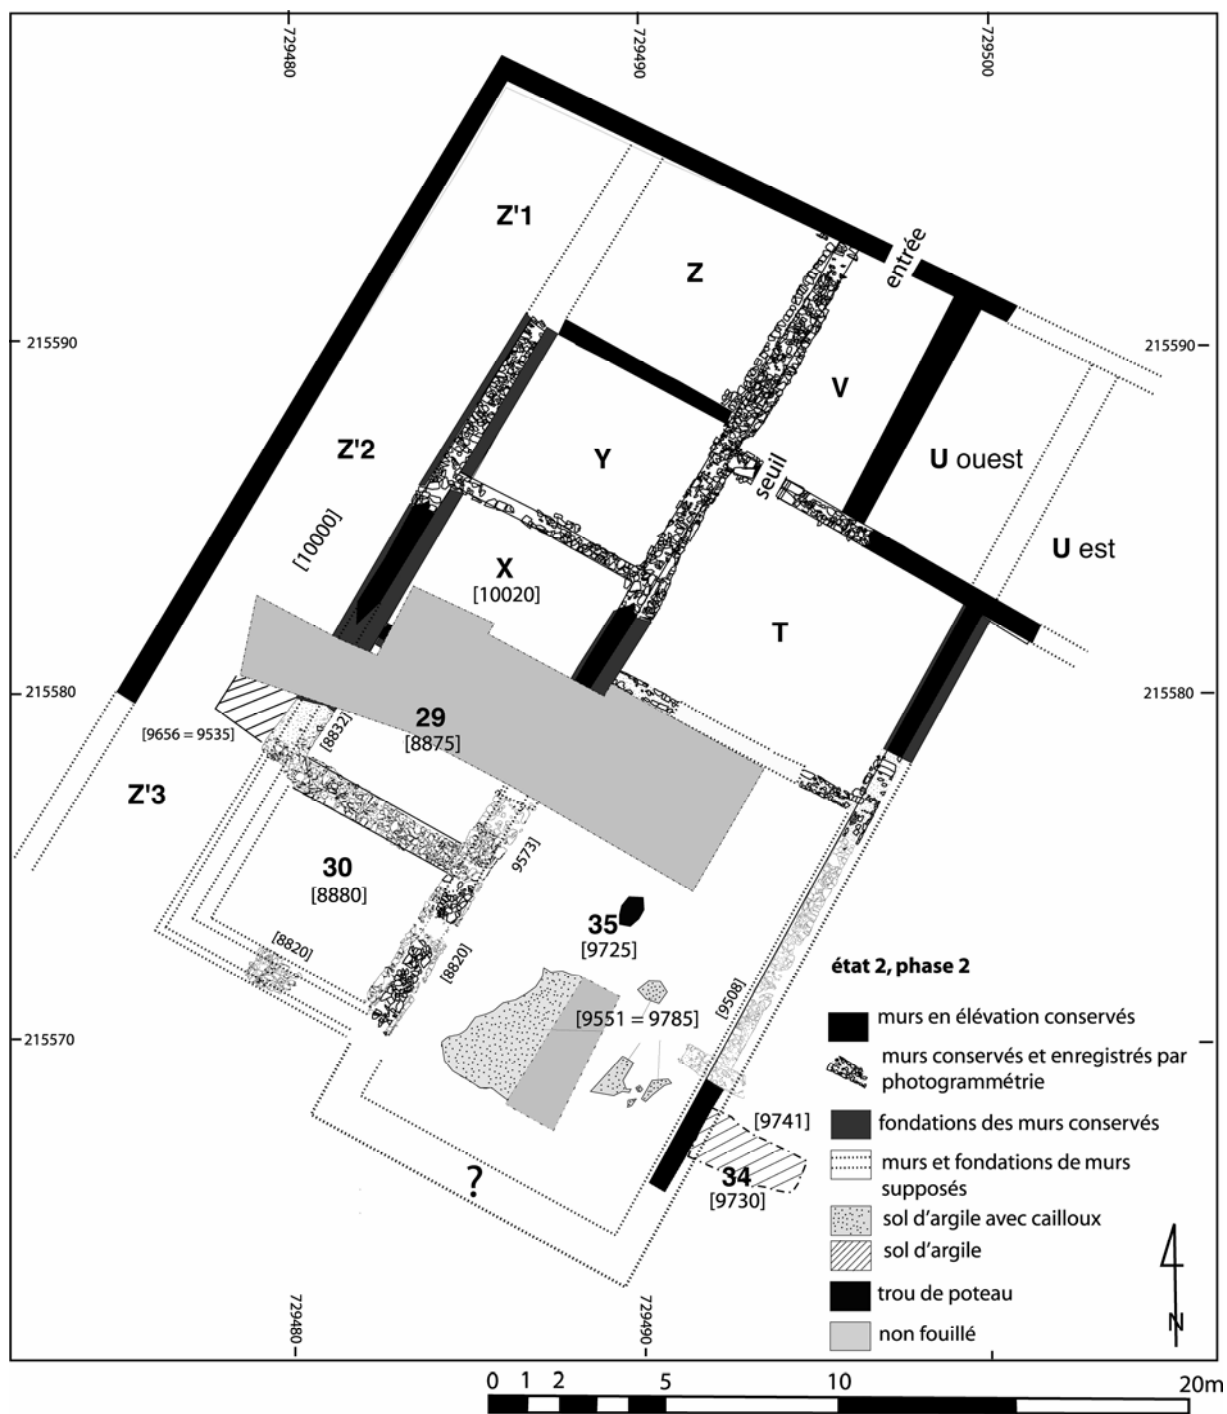 729480
729490
729500
entrée
Z'1
Z
215590
215590
V
Z'2
Y
seuil
U ouest
[10000]
U est
X
[10020]
T
215580
215580
29
[8875]
[8832]
[9656 = 9535]
Z'3
9573
30
[8880]
35
[9725]
[8820]
[8820]
[9508]
[9551 = 9785]
215570
[9741]
34
[9730]
?
état 2, phase 2
murs en élévation conservés
murs conservés et enregistrés par
photogrammétrie
fondations des murs conservés
murs et fondations de murs
supposés
sol d'argile avec cailloux
sol d'argile
trou de poteau
non fouillé
N
729480
729490
0 1 2 5 10 20m